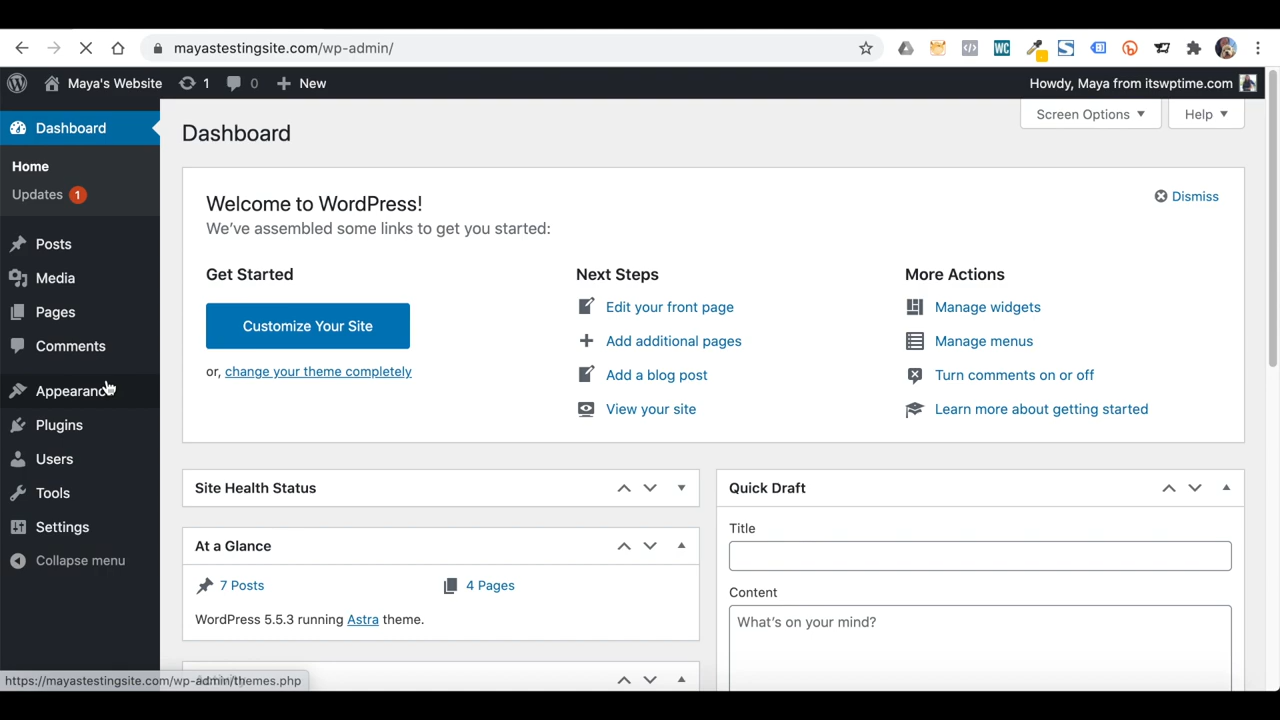 mayastestingsite.com/wp-admin/
Maya's Website 1 0 New Howdy, Maya from itswptime.com
Dashboard
Home
Updates 1
Posts
Media
Pages
Comments
Appearance
Plugins
Users
Tools
Settings
Collapse menu
Dashboard
Screen Options
Help
Welcome to WordPress!
We've assembled some links to get you started:
Dismiss
Get Started
Customize Your Site
or, change your theme completely
Next Steps
Edit your front page
Add additional pages
Add a blog post
View your site
More Actions
Manage widgets
Manage menus
Turn comments on or off
Learn more about getting started
Site Health Status
At a Glance
7 Posts
4 Pages
WordPress 5.5.3 running Astra theme.
Quick Draft
Title
Content
What's on your mind?
https://mayastestingsite.com/wp-admin/themes.php